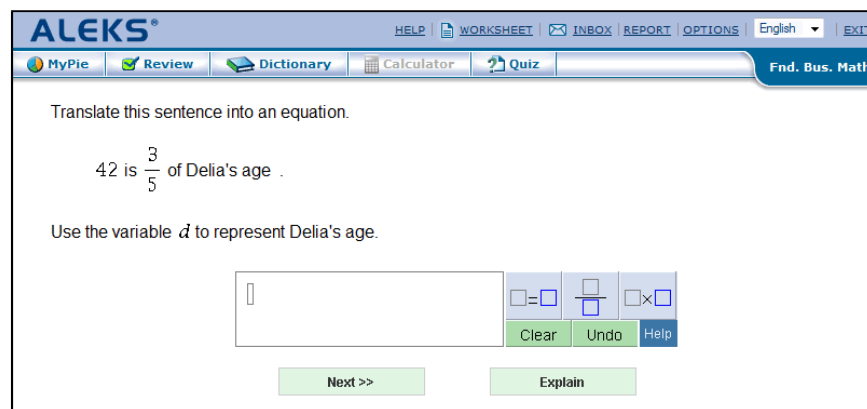 ALEKS®
HELP | WORKSHEET | INBOX | REPORT | OPTIONS | English | EXIT
MyPie Review Dictionary Calculator Quiz Fnd. Bus. Math
Translate this sentence into an equation.
42 is 3/5 of Delia's age .
Use the variable d to represent Delia's age.
□=□ □/□ □×□
Clear Undo Help
Next >> Explain